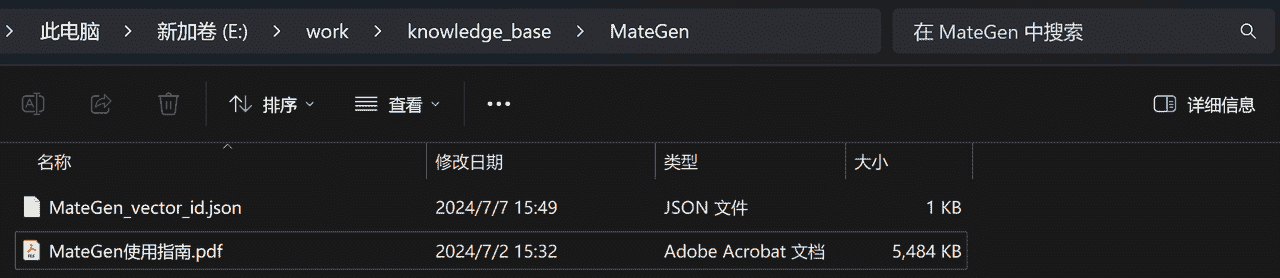 此电脑 > 新加卷 (E:) > work > knowledge_base > MateGen 在 MateGen 中搜索
排序 查看 ••• 详细信息
名称 修改日期 类型 大小
MateGen_vector_id.json 2024/7/7 15:49 JSON 文件 1 KB
MateGen使用指南.pdf 2024/7/2 15:32 Adobe Acrobat 文档 5,484 KB